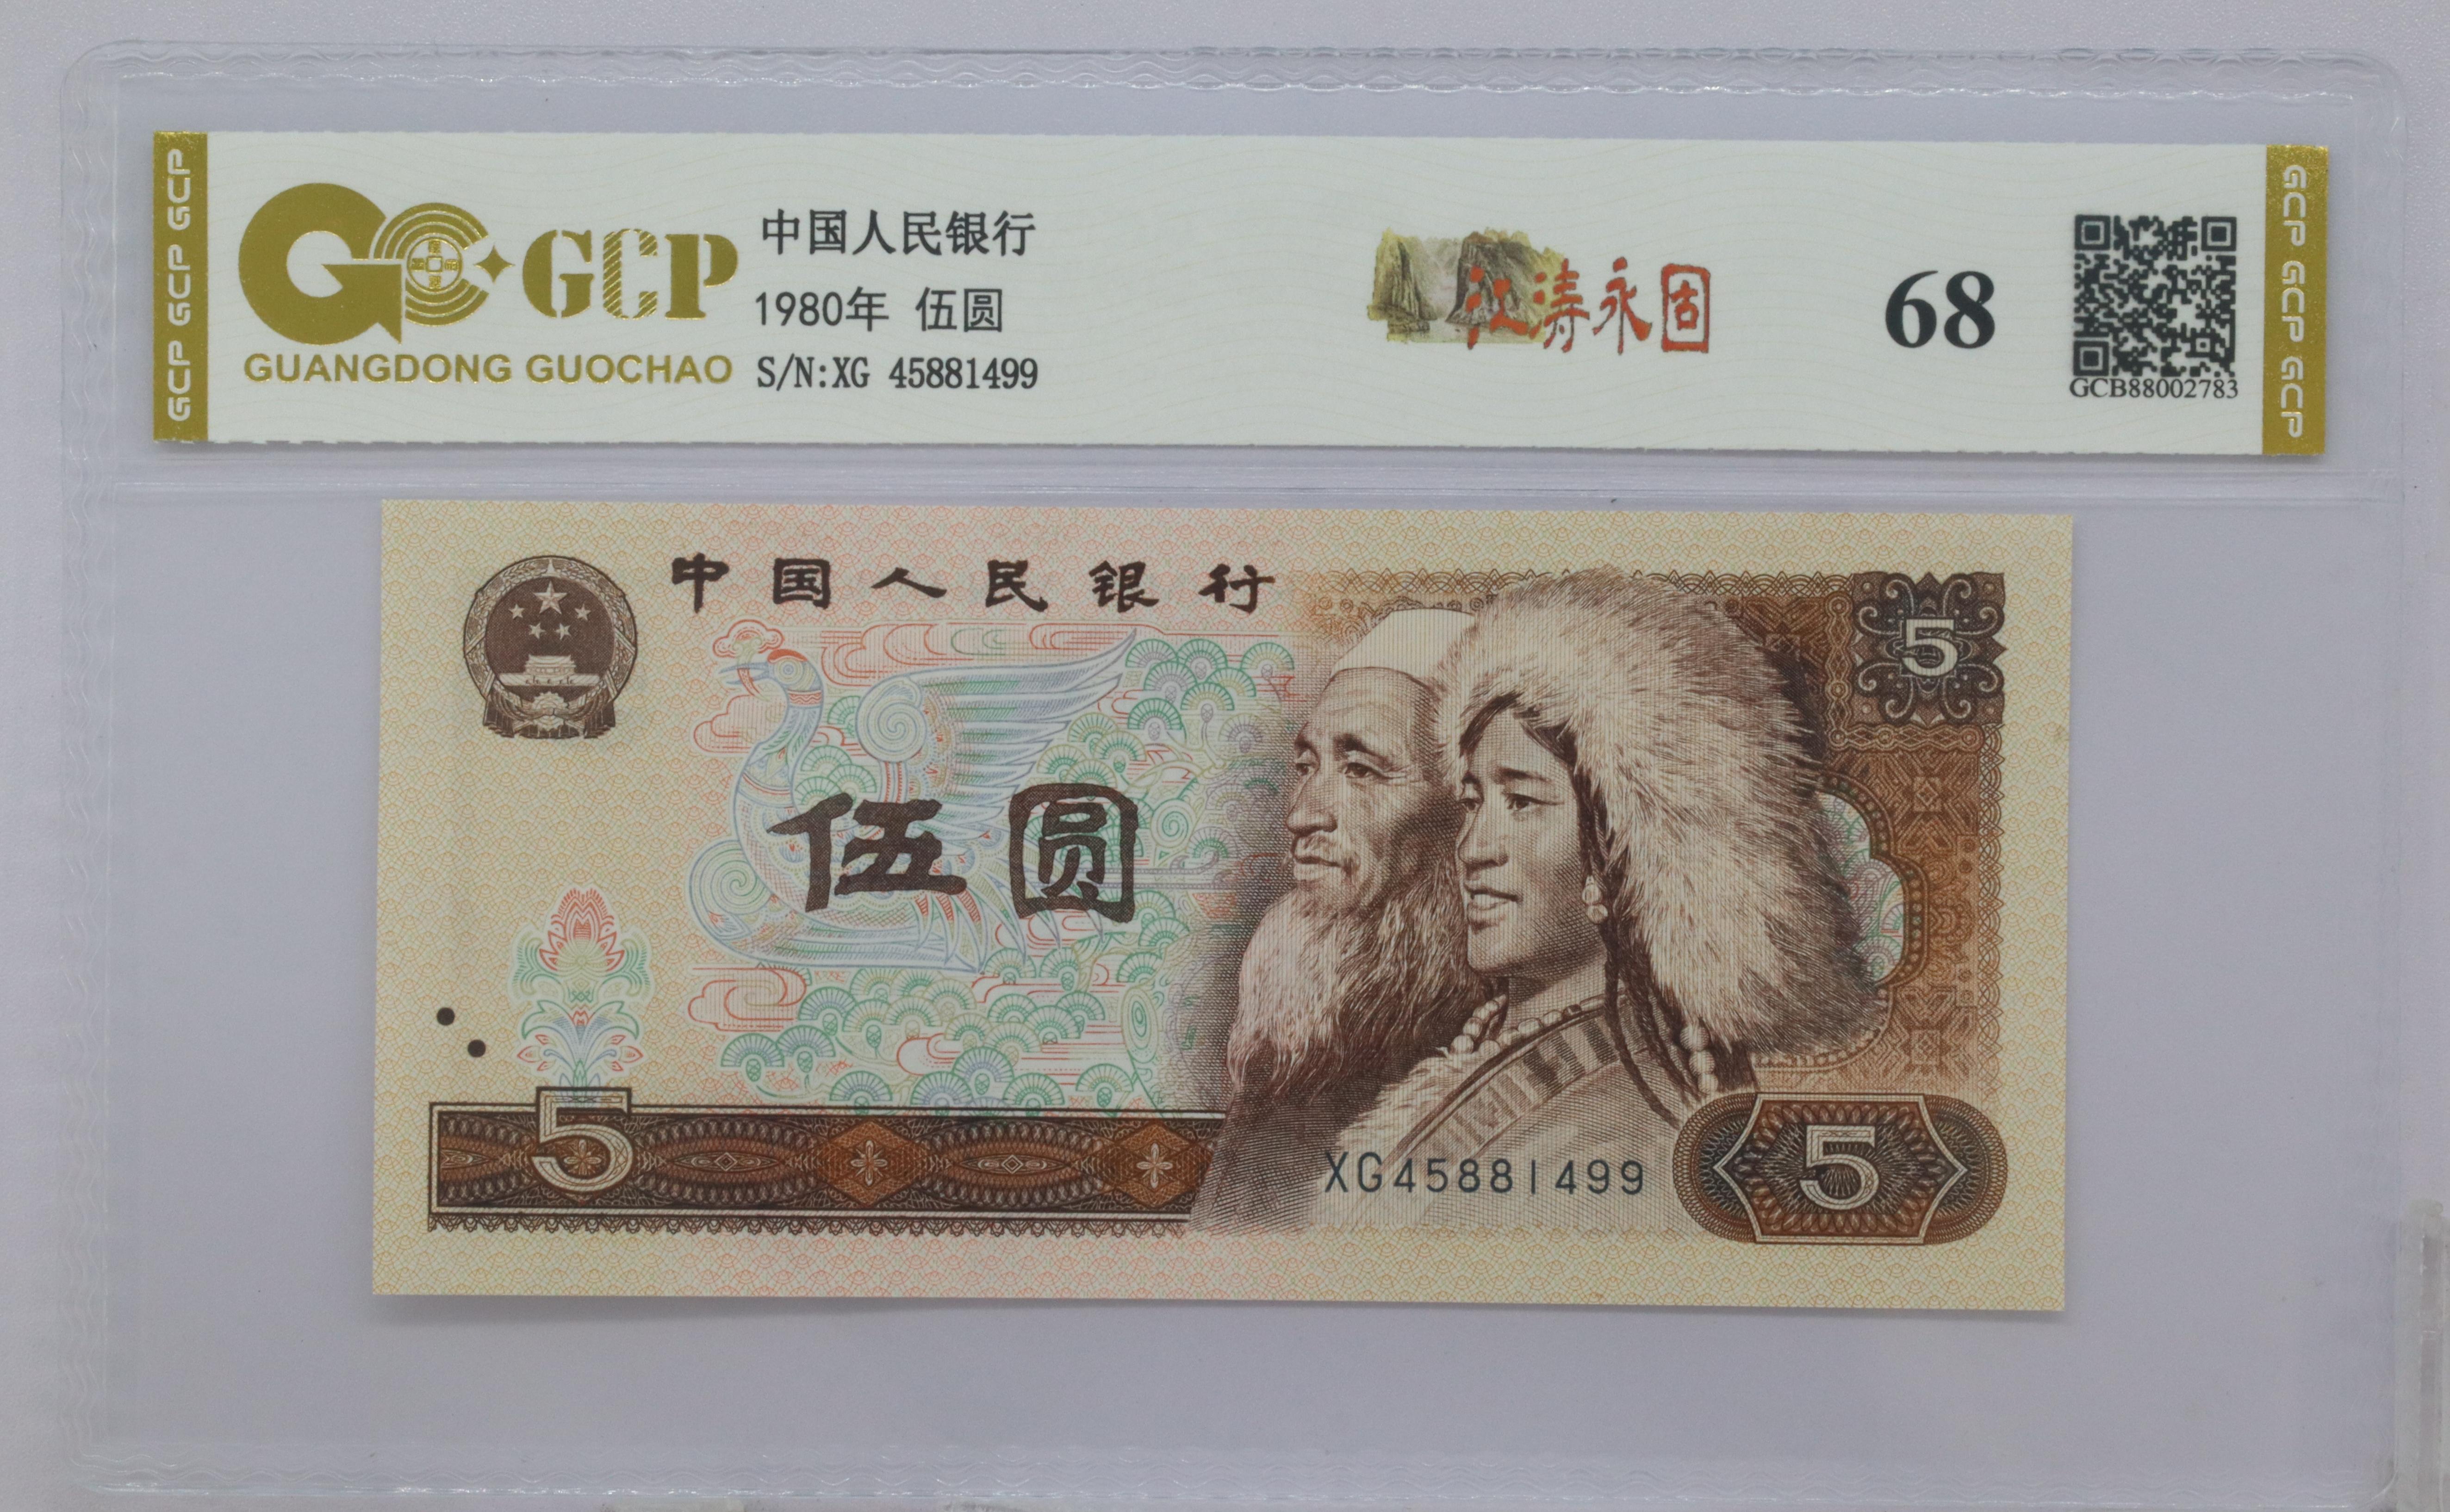 GCP GCP GCP
GCP
GUANGDONG GUOCHAO
中国人民银行
1980年 伍圆
S/N:XG 45881499
江涛永固
68
GCB88002783
GCP GCP GCP
中国人民银行
5
伍圆
5
XG45881499
5